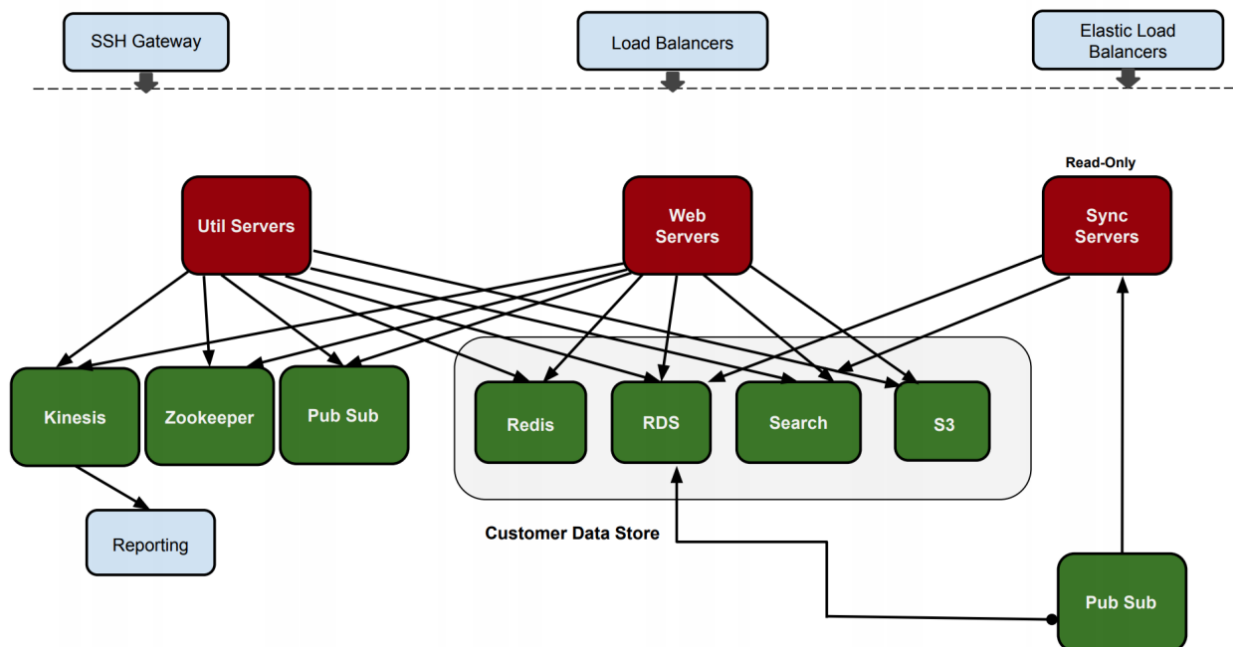 SSH Gateway
Load Balancers
Elastic Load
Balancers
Read-Only
Util Servers
Web
Servers
Sync
Servers
Kinesis
Zookeeper
Pub Sub
Redis
RDS
Search
S3
Customer Data Store
Reporting
Pub Sub